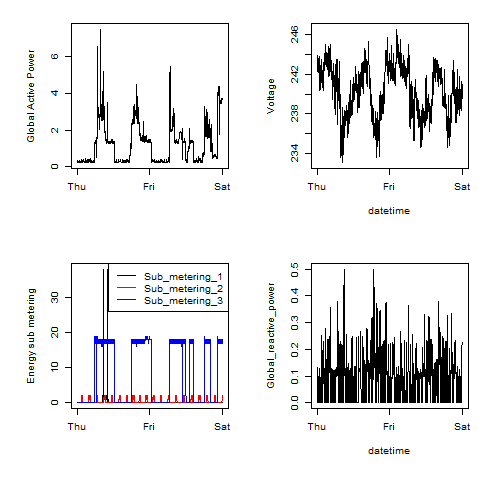 Global Active Power
0 2 4 6
Thu Fri Sat
Voltage
234 238 242 246
Thu Fri Sat
datetime
Energy sub metering
0 10 20 30
Sub_metering_1
Sub_metering_2
Sub_metering_3
Thu Fri Sat
Global_reactive_power
0.0 0.1 0.2 0.3 0.4 0.5
Thu Fri Sat
datetime